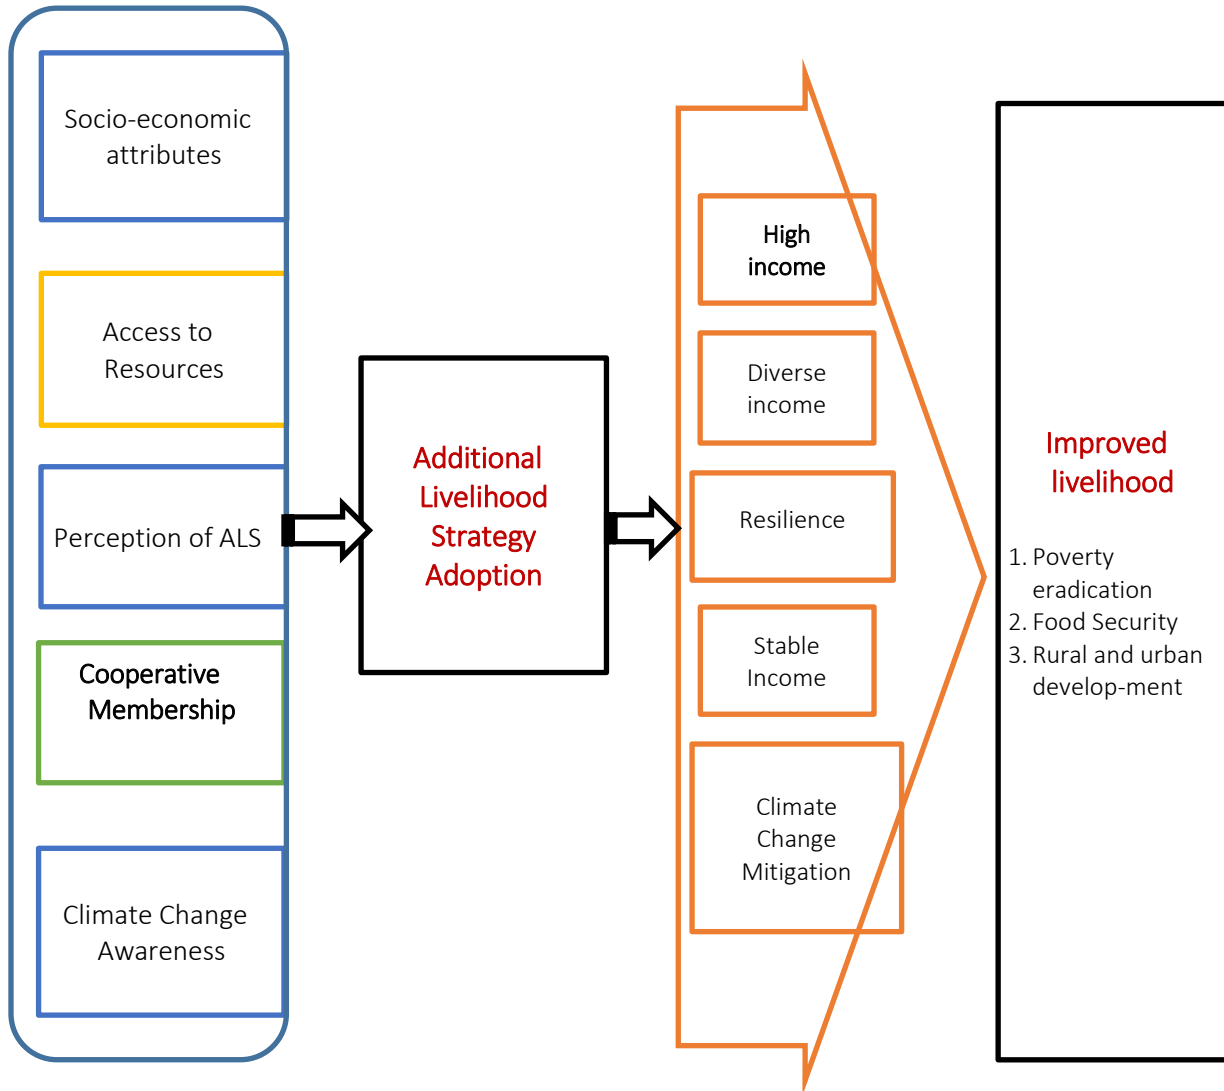 Socio-economic
attributes
Access to
Resources
Perception of ALS
Cooperative
Membership
Climate Change
Awareness
Additional
Livelihood
Strategy
Adoption
High
income
Diverse
income
Resilience
Stable
Income
Climate
Change
Mitigation
Improved
livelihood
1. Poverty
eradication
2. Food Security
3. Rural and urban
develop-ment